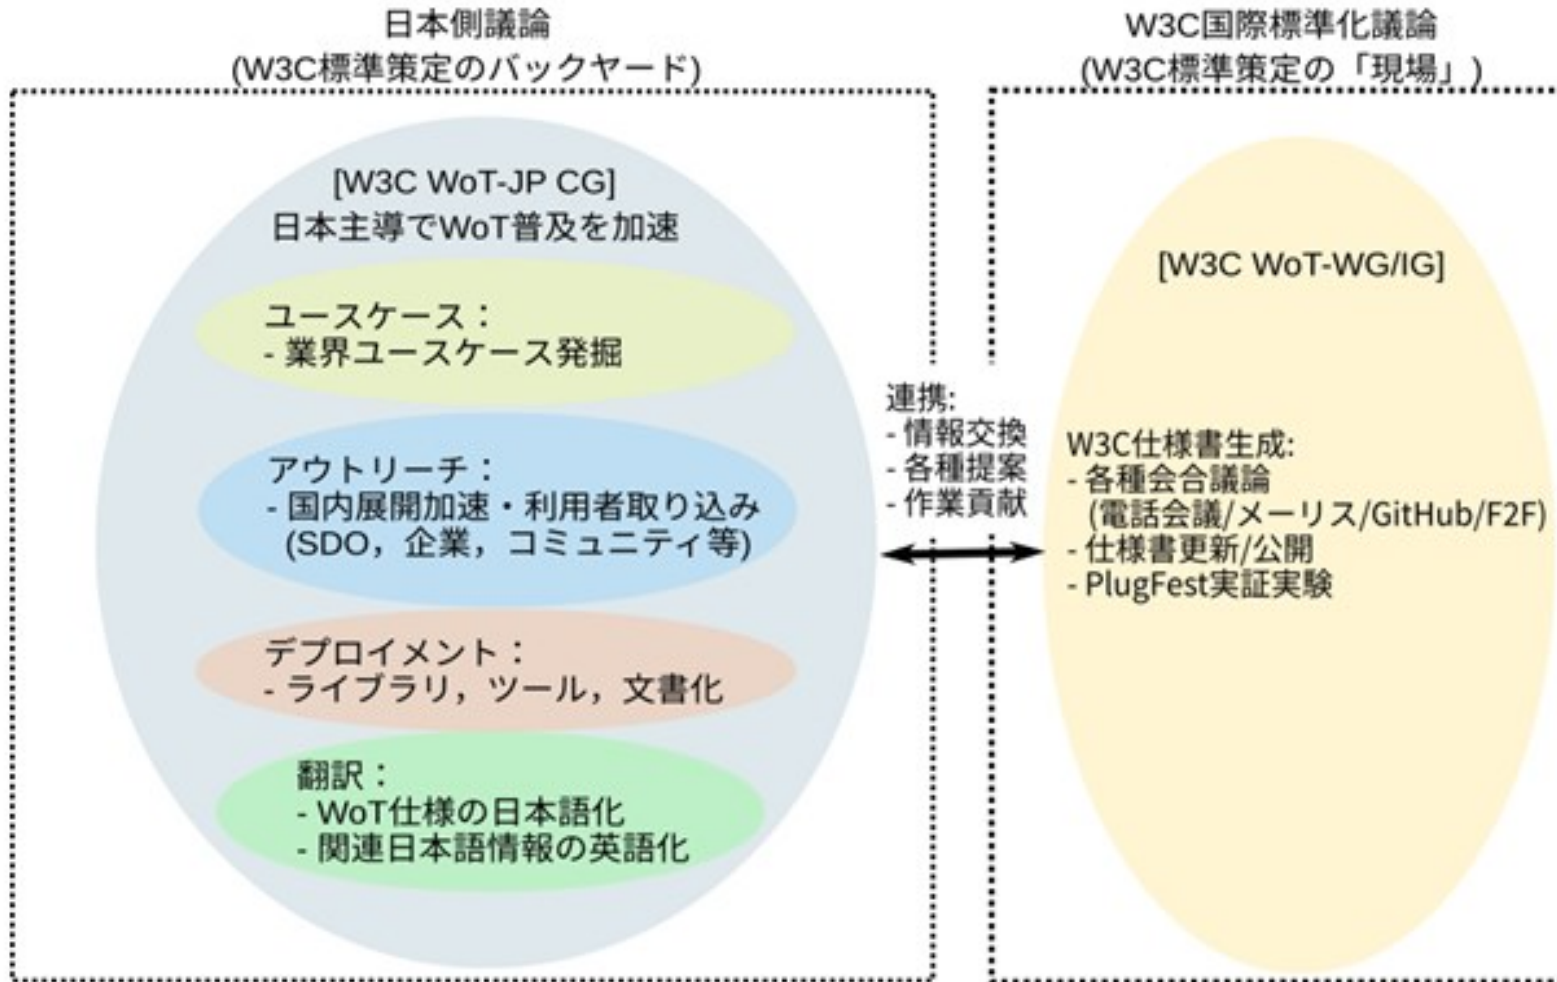 日本側議論
(W3C標準策定のバックヤード)
[W3C WoT-JP CG]
日本主導でWoT普及を加速
ユースケース：
- 業界ユースケース発掘
アウトリーチ：
- 国内展開加速・利用者取り込み
(SDO，企業，コミュニティ等)
デプロイメント：
- ライブラリ，ツール，文書化
翻訳：
- WoT仕様の日本語化
- 関連日本語情報の英語化
連携:
- 情報交換
- 各種提案
- 作業貢献
W3C国際標準化議論
(W3C標準策定の「現場」)
[W3C WoT-WG/IG]
W3C仕様書生成:
- 各種会合議論
(電話会議/メーリス/GitHub/F2F)
- 仕様書更新/公開
- PlugFest実証実験